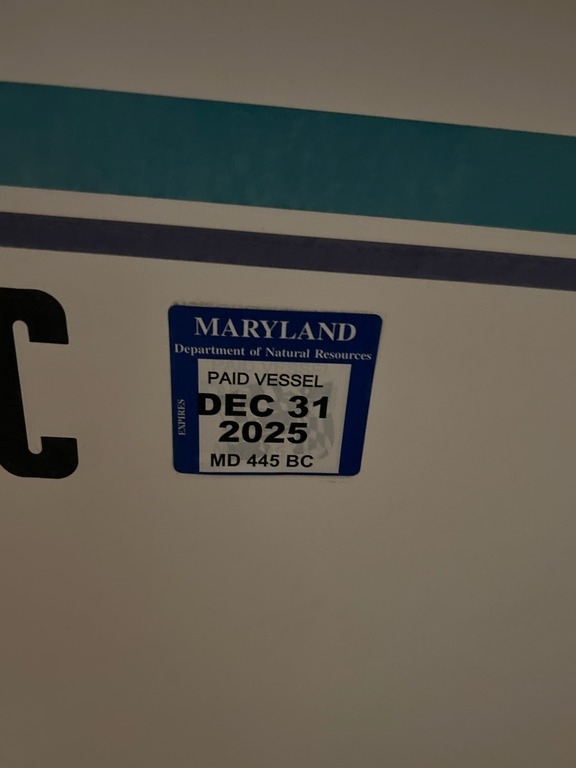 C
MARYLAND
Department of Natural Resources
PAID VESSEL
EXPIRES
DEC 31
2025
MD 445 BC